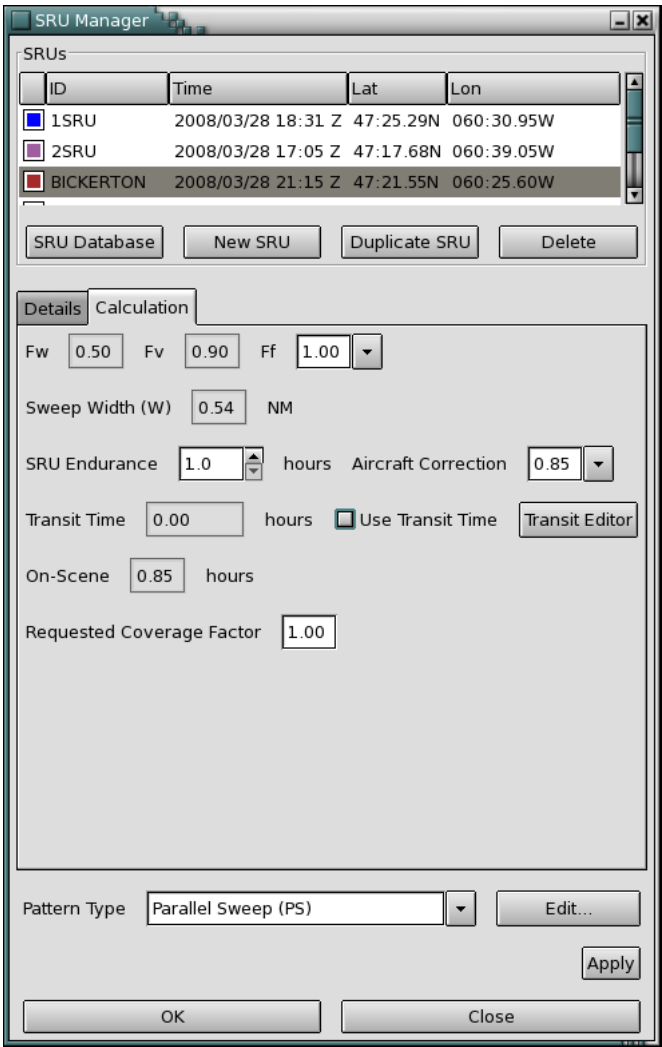 SRU Manager
SRUs
ID Time Lat Lon
1SRU 2008/03/28 18:31 Z 47:25.29N 060:30.95W
2SRU 2008/03/28 17:05 Z 47:17.68N 060:39.05W
BICKERTON 2008/03/28 21:15 Z 47:21.55N 060:25.60W
SRU Database New SRU Duplicate SRU Delete
Details Calculation
Fw 0.50 Fv 0.90 Ff 1.00
Sweep Width (W) 0.54 NM
SRU Endurance 1.0 hours Aircraft Correction 0.85
Transit Time 0.00 hours Use Transit Time Transit Editor
On-Scene 0.85 hours
Requested Coverage Factor 1.00
Pattern Type Parallel Sweep (PS) Edit...
Apply
OK Close